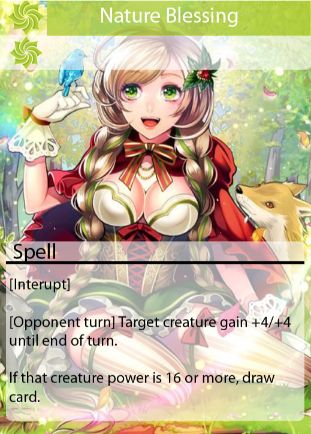 Nature Blessing
Spell
[Interupt]
[Opponent turn] Target creature gain +4/+4
until end of turn.
If that creature power is 16 or more, draw
card.